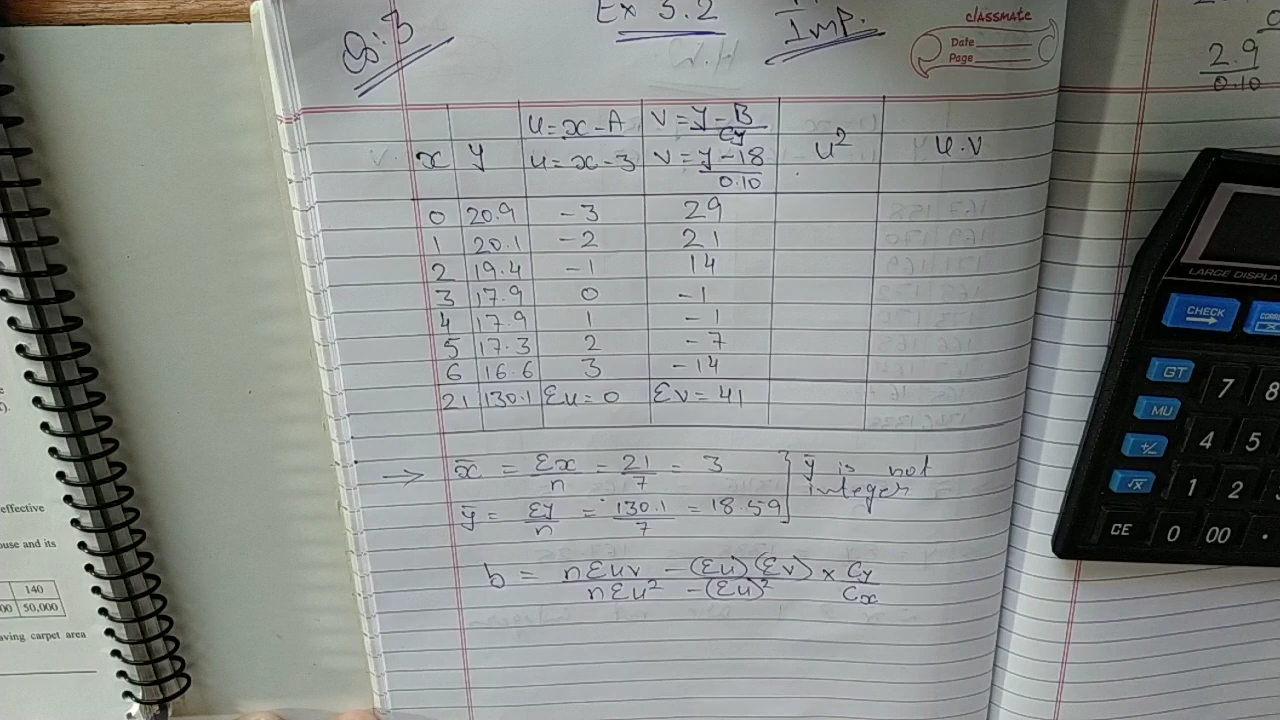 Q:3 Ex 3.2 Imp.
classmate
Date
Page
2.9
0.10
u=x-A v=y-B
cy
x y u=x-3 v=y-18 u² u.v
0.10
0 20.9 -3 29
1 20.1 -2 21
2 19.4 -1 14
3 17.9 0 -1
4 17.9 1 -1
5 17.3 2 -7
6 16.6 3 -14
21 130.1 Σu=0 Σv=41
→ x̄ = Σx/n = 21/7 = 3 ] ȳ is not
integer
ȳ = Σy/n = 130.1/7 = 18.59]
b = nΣuv - (Σu)(Σv) × Cy
nΣu² - (Σu)² Cx
effective
ouse and its
140
00 50,000
aving carpet area
LARGE DISPLA
CHECK
GT 7 8
MU
+/- 4 5
√x 1 2
CE 0 00 .